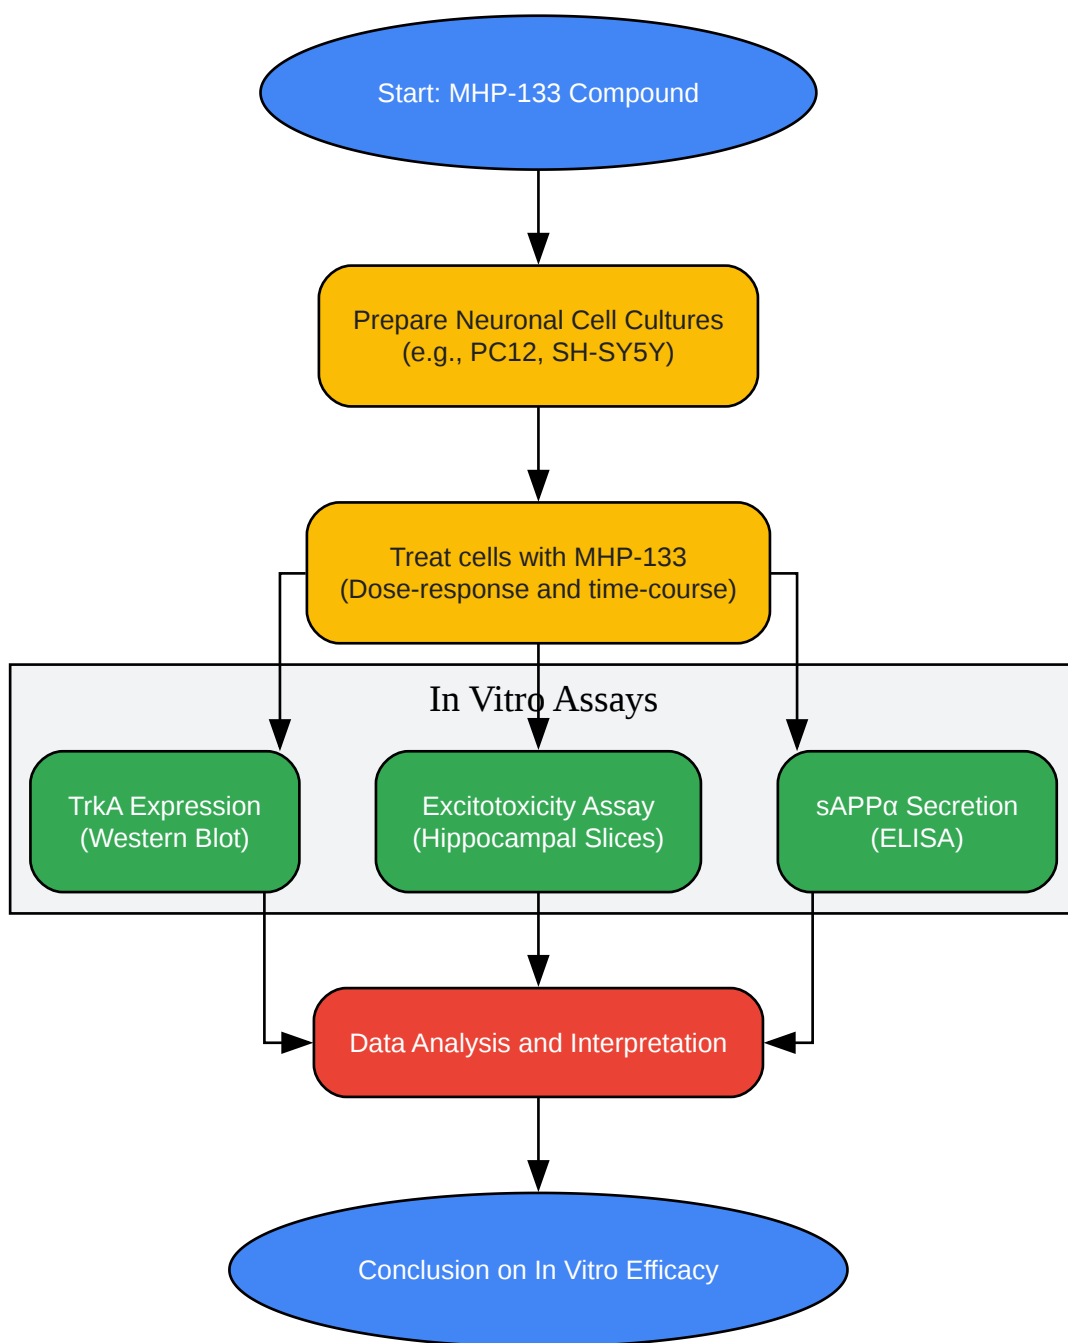 Start: MHP-133 Compound
Prepare Neuronal Cell Cultures
(e.g., PC12, SH-SY5Y)
Treat cells with MHP-133
(Dose-response and time-course)
In Vitro Assays
TrkA Expression
(Western Blot)
Excitotoxicity Assay
(Hippocampal Slices)
sAPPα Secretion
(ELISA)
Data Analysis and Interpretation
Conclusion on In Vitro Efficacy